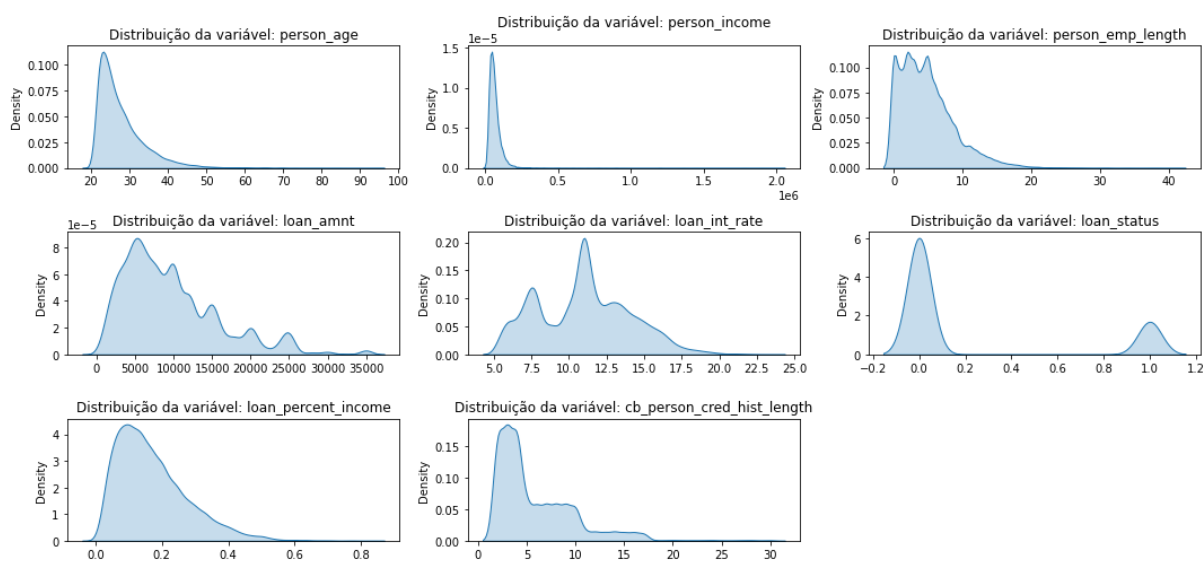 Distribuição da variável: person_age
Density
0.100
0.075
0.050
0.025
0.000
20 30 40 50 60 70 80 90 100
Distribuição da variável: person_income
1e-5
Density
1.5
1.0
0.5
0.0
0.0 0.5 1.0 1.5 2.0
1e6
Distribuição da variável: person_emp_length
Density
0.100
0.075
0.050
0.025
0.000
0 10 20 30 40
Distribuição da variável: loan_amnt
1e-5
Density
8
6
4
2
0
0 5000 10000 15000 20000 25000 30000 35000
Distribuição da variável: loan_int_rate
Density
0.20
0.15
0.10
0.05
0.00
5.0 7.5 10.0 12.5 15.0 17.5 20.0 22.5 25.0
Distribuição da variável: loan_status
Density
6
4
2
0
−0.2 0.0 0.2 0.4 0.6 0.8 1.0 1.2
Distribuição da variável: loan_percent_income
Density
4
3
2
1
0
0.0 0.2 0.4 0.6 0.8
Distribuição da variável: cb_person_cred_hist_length
Density
0.15
0.10
0.05
0.00
0 5 10 15 20 25 30